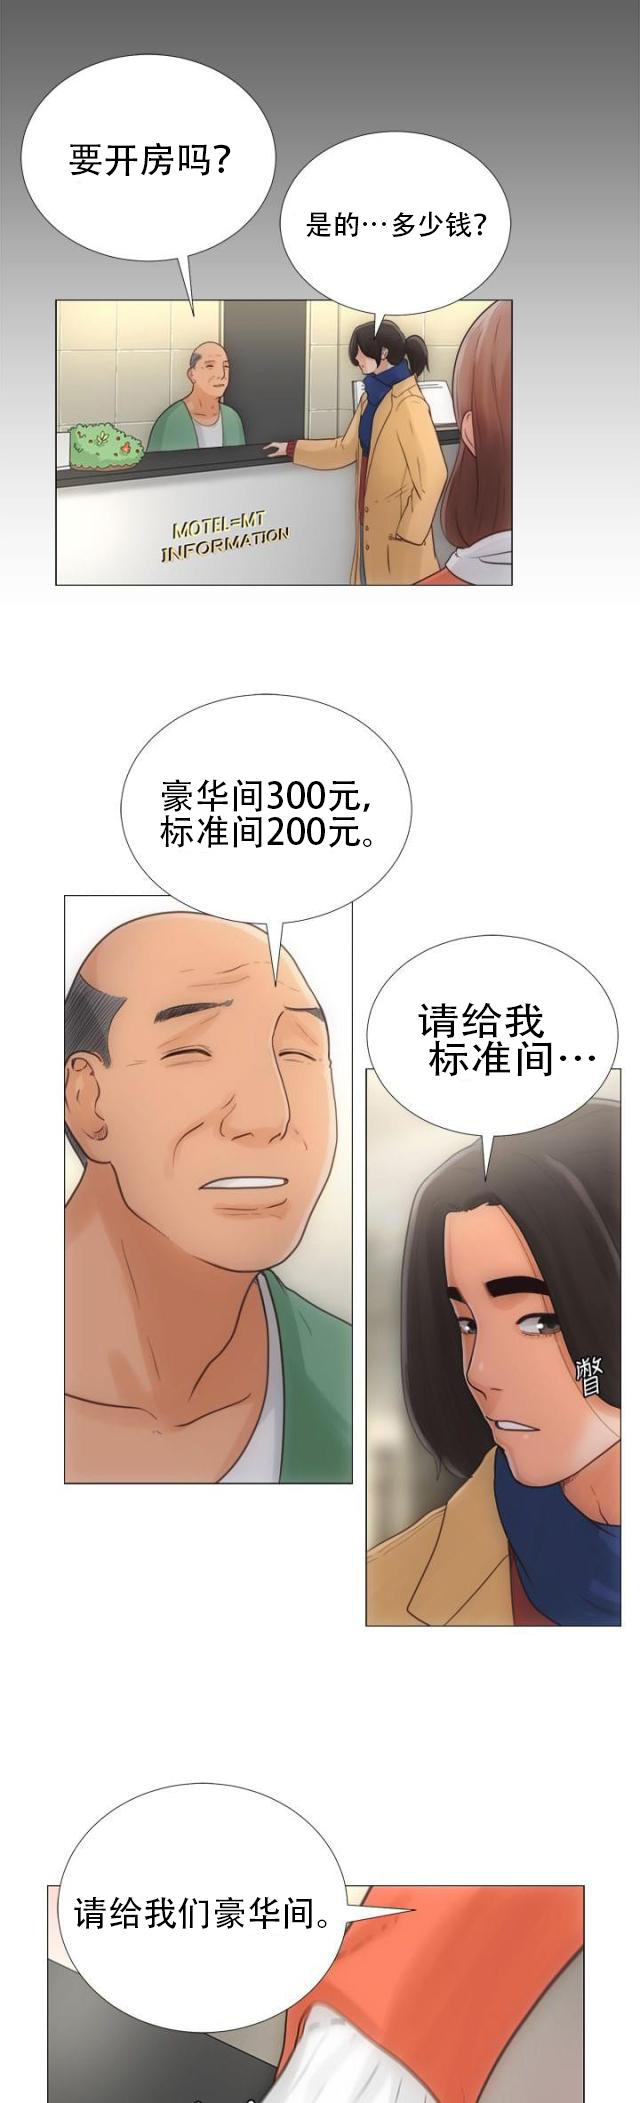 要开房吗?
是的…多少钱?
MOTEL=MT
INFORMATION
豪华间300元,
标准间200元。
请给我
标准间…
瞥
请给我们豪华间。